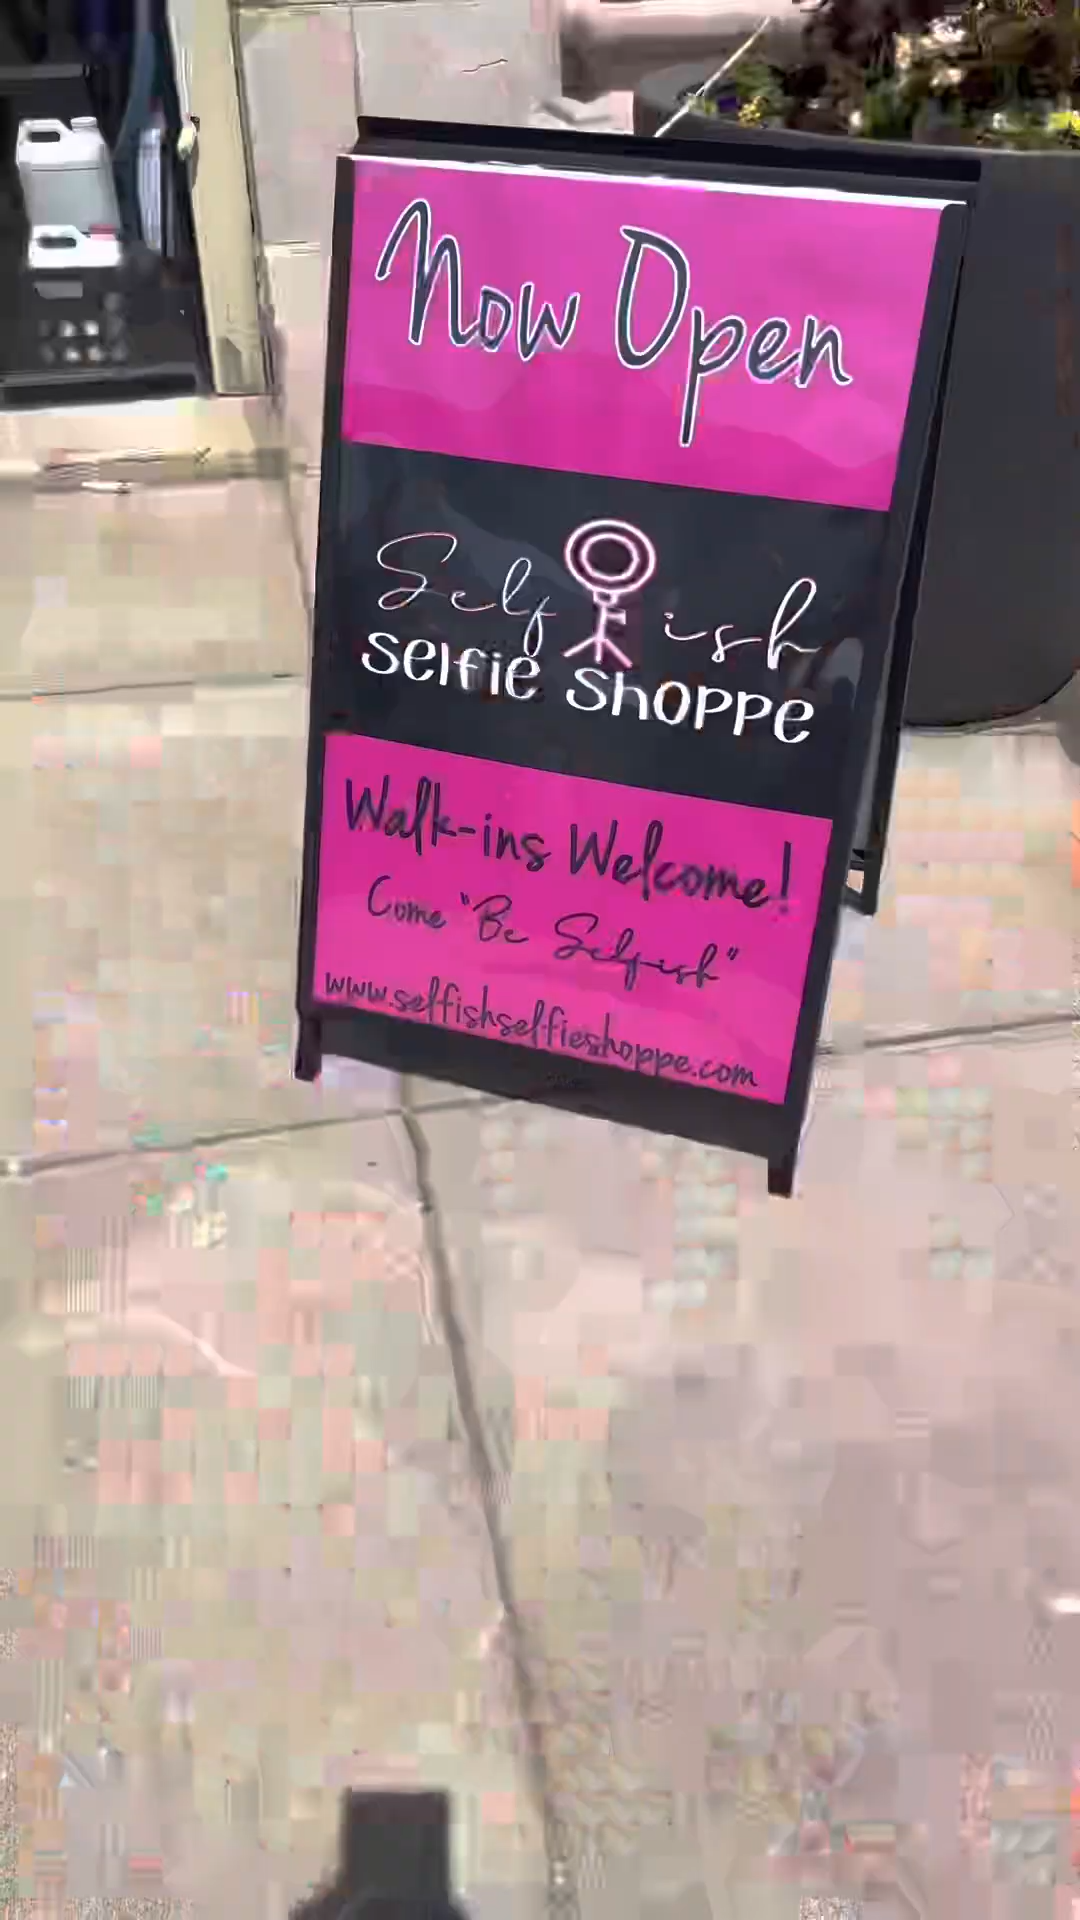 Now Open
Selfish
selfie shoppe
Walk-ins Welcome!
Come "Be Selfish"
www.selfishselfieshoppe.com